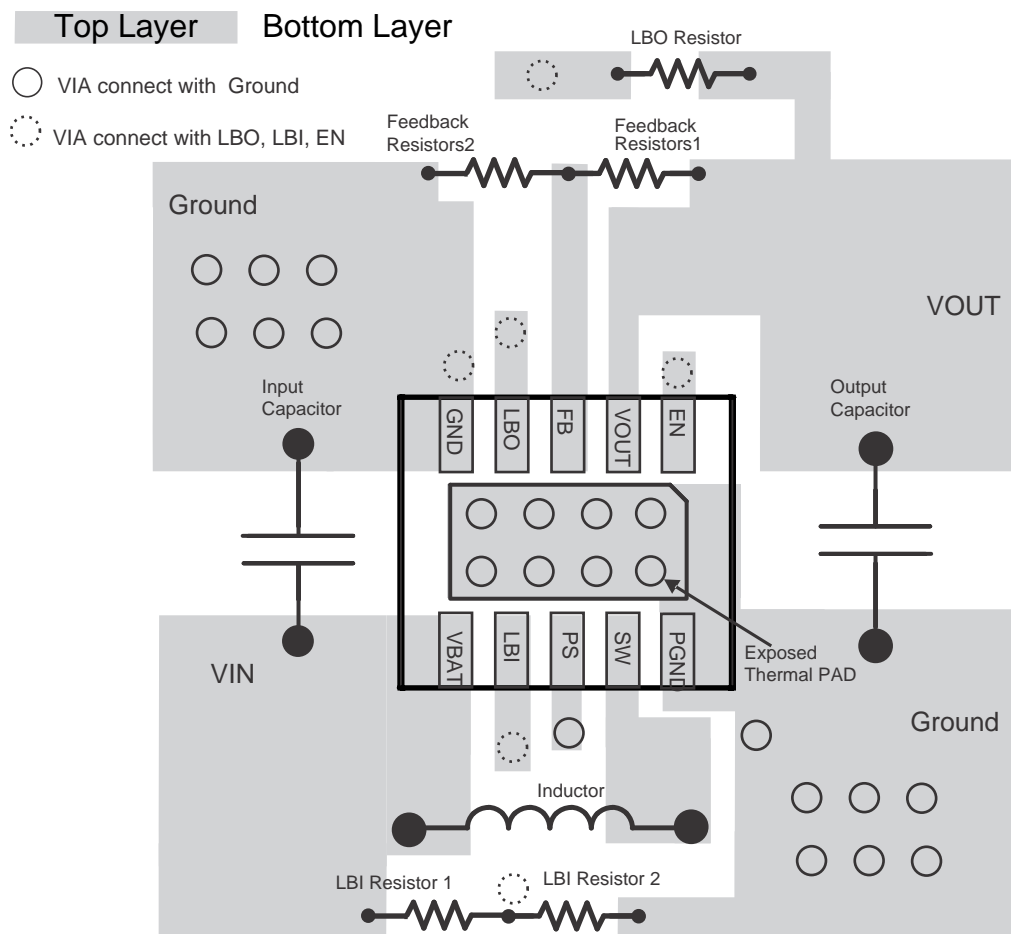 Top Layer Bottom Layer
VIA connect with Ground
VIA connect with LBO, LBI, EN
LBO Resistor
Feedback
Resistors2
Feedback
Resistors1
Ground
VOUT
Input
Capacitor
Output
Capacitor
GND
LBO
FB
VOUT
EN
VBAT
LBI
PS
SW
PGND
Exposed
Thermal PAD
VIN
Ground
Inductor
LBI Resistor 1
LBI Resistor 2